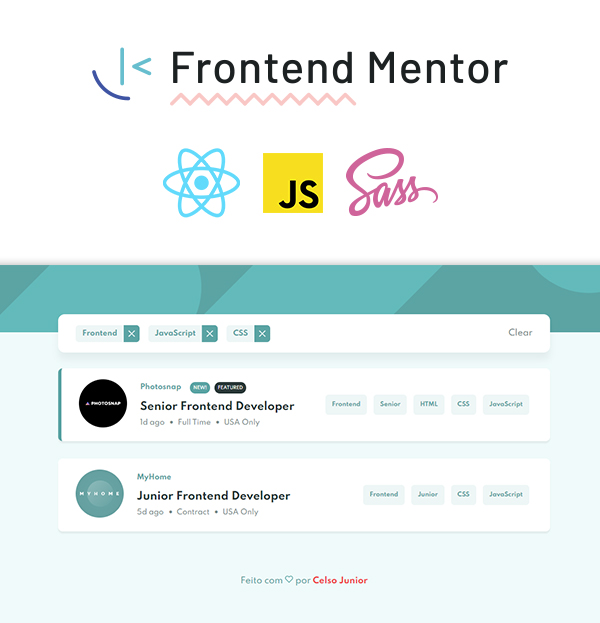 Frontend Mentor
JS
Sass
Frontend JavaScript CSS Clear
PHOTOSNAP
Photosnap NEW! FEATURED
Senior Frontend Developer
1d ago • Full Time • USA Only
Frontend Senior HTML CSS JavaScript
MYHOME
MyHome
Junior Frontend Developer
5d ago • Contract • USA Only
Frontend Junior CSS JavaScript
Feito com ♡ por Celso Junior